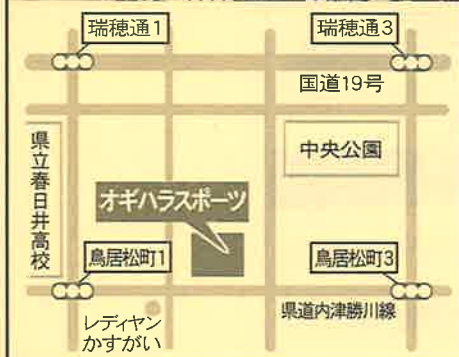 瑞穂通1
瑞穂通3
国道19号
県立春日井高校
中央公園
オギハラスポーツ
鳥居松町1
鳥居松町3
県道内津勝川線
レディヤン
かすがい